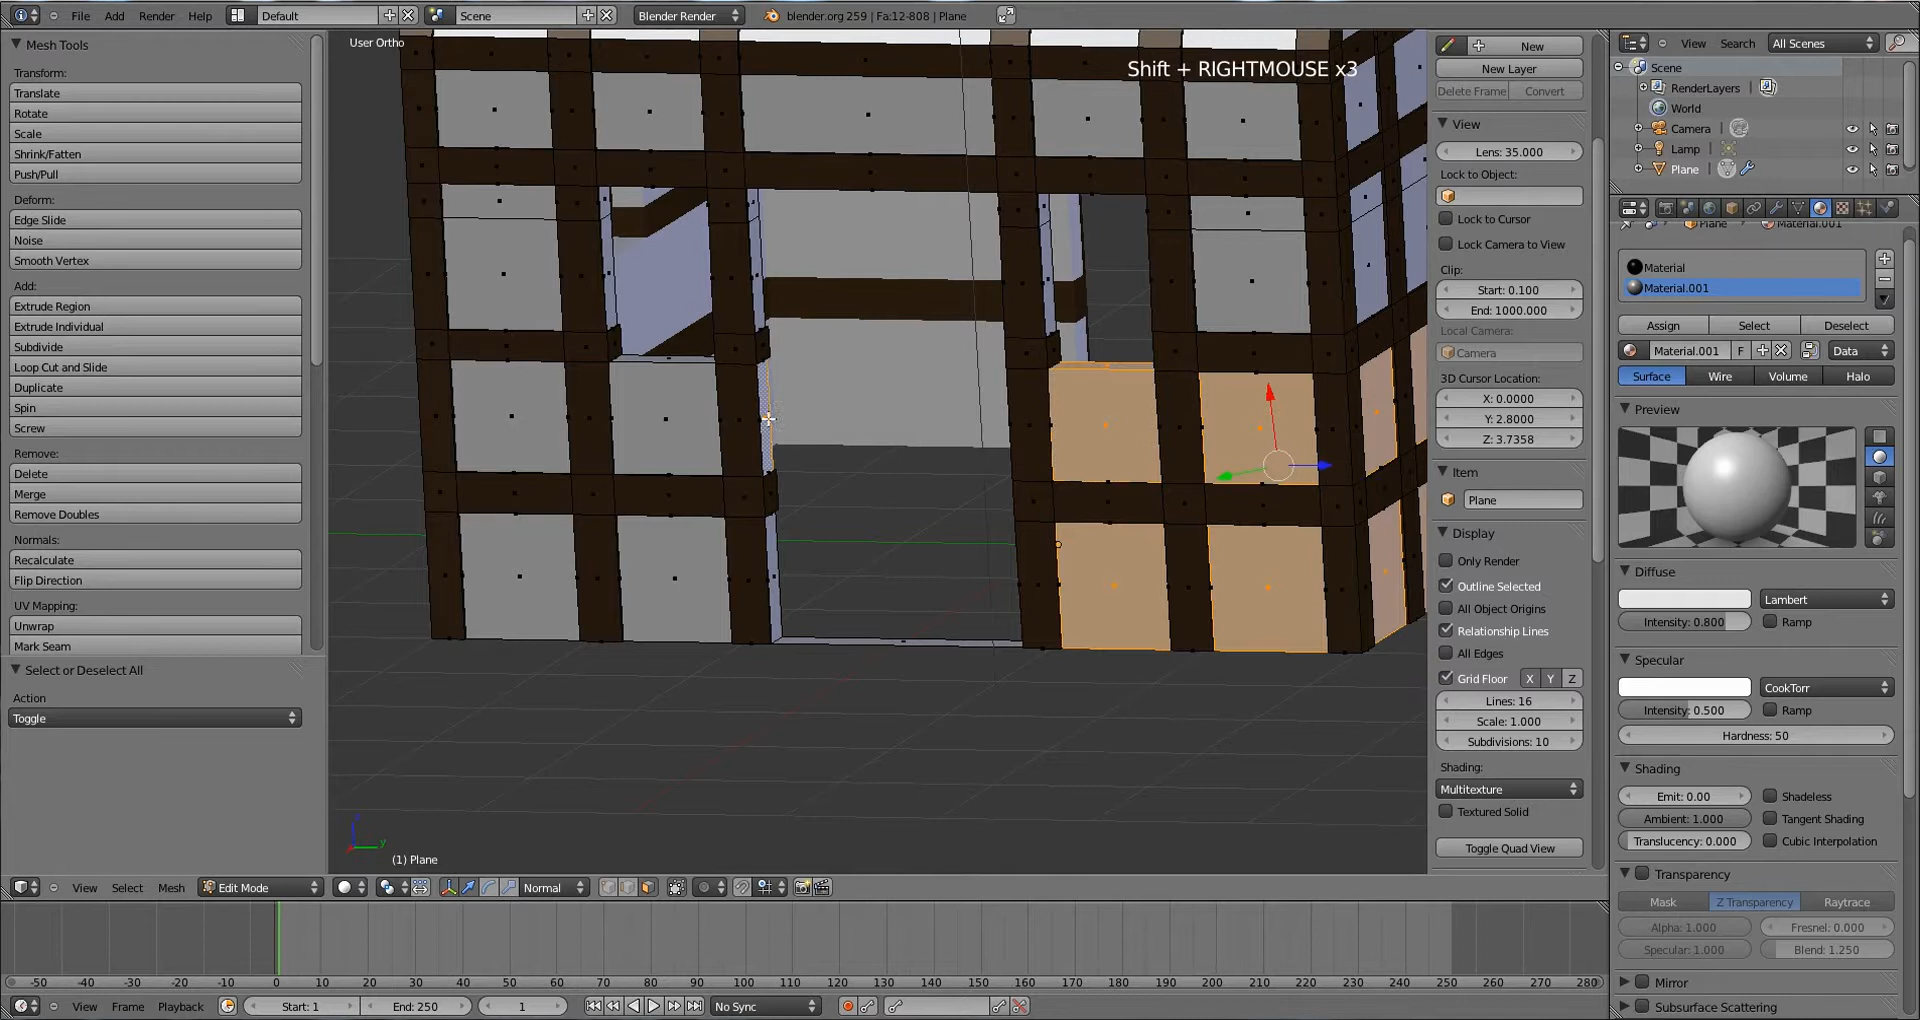 File Add Render Help Default Scene Blender Render blender.org 259 | Fa:12-808 | Plane
Mesh Tools
Transform:
Translate
Rotate
Scale
Shrink/Fatten
Push/Pull
Deform:
Edge Slide
Noise
Smooth Vertex
Add:
Extrude Region
Extrude Individual
Subdivide
Loop Cut and Slide
Duplicate
Spin
Screw
Remove:
Delete
Merge
Remove Doubles
Normals:
Recalculate
Flip Direction
UV Mapping:
Unwrap
Mark Seam
Select or Deselect All
Action
Toggle
User Ortho
Shift + RIGHTMOUSE x3
(1) Plane
New
New Layer
Delete Frame Convert
View
Lens: 35.000
Lock to Object:
Lock to Cursor
Lock Camera to View
Clip:
Start: 0.100
End: 1000.000
Local Camera:
Camera
3D Cursor Location:
X: 0.0000
Y: 2.8000
Z: 3.7358
Item
Plane
Display
Only Render
Outline Selected
All Object Origins
Relationship Lines
All Edges
Grid Floor X Y Z
Lines: 16
Scale: 1.000
Subdivisions: 10
Shading:
Multitexture
Textured Solid
Toggle Quad View
View Search All Scenes
Scene
RenderLayers
World
Camera
Lamp
Plane
Plane Material.001
Material
Material.001
Assign Select Deselect
Material.001 F Data
Surface Wire Volume Halo
Preview
Diffuse
Lambert
Intensity: 0.800 Ramp
Specular
CookTorr
Intensity: 0.500 Ramp
Hardness: 50
Shading
Emit: 0.00 Shadeless
Ambient: 1.000 Tangent Shading
Translucency: 0.000 Cubic Interpolation
Transparency
Mask Z Transparency Raytrace
Alpha: 1.000 Fresnel: 0.000
Specular: 1.000 Blend: 1.250
Mirror
Subsurface Scattering
View Select Mesh Edit Mode Normal
-50 -40 -30 -20 -10 0 10 20 30 40 50 60 70 80 90 100 110 120 130 140 150 160 170 180 190 200 210 220 230 240 250 260 270 280
View Frame Playback Start: 1 End: 250 1 No Sync